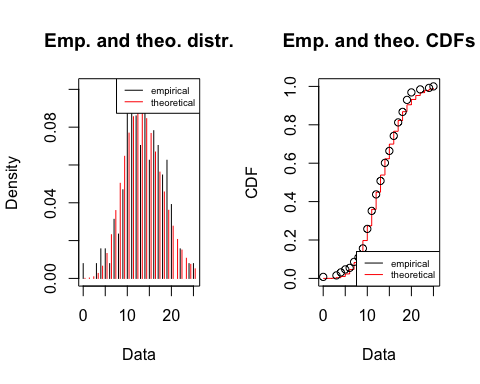 Emp. and theo. distr.
Density
0.00
0.04
0.08
empirical
theoretical
0
10
20
Data
Emp. and theo. CDFs
CDF
0.0
0.2
0.4
0.6
0.8
1.0
empirical
theoretical
0
10
20
Data